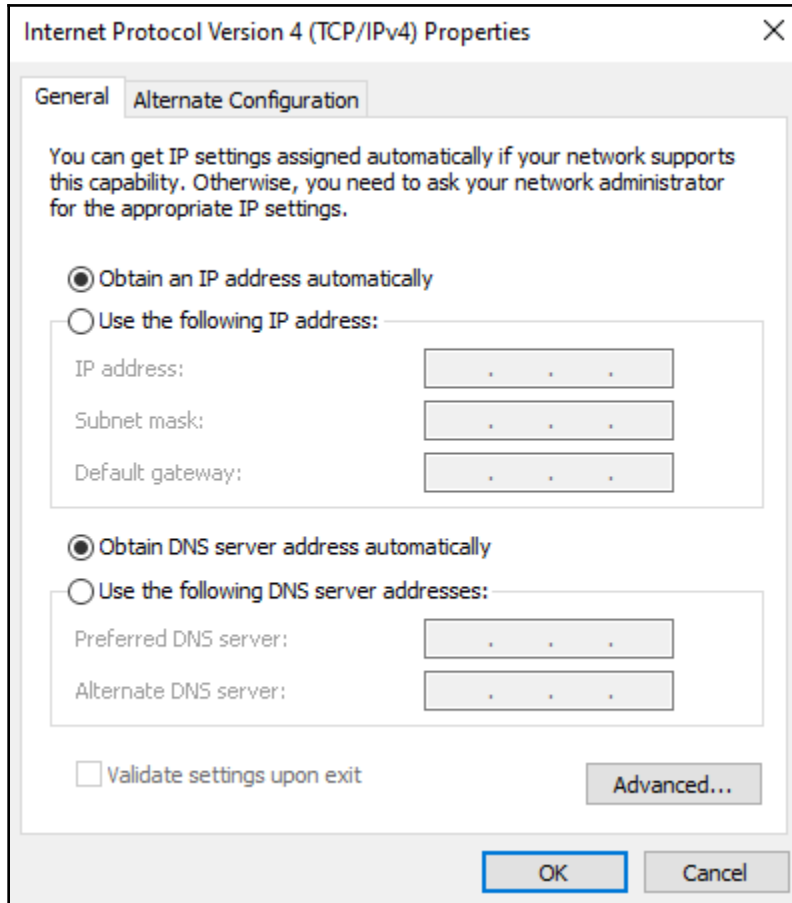 Internet Protocol Version 4 (TCP/IPv4) Properties
General
Alternate Configuration
You can get IP settings assigned automatically if your network supports
this capability. Otherwise, you need to ask your network administrator
for the appropriate IP settings.
Obtain an IP address automatically
Use the following IP address:
IP address: . . .
Subnet mask: . . .
Default gateway: . . .
Obtain DNS server address automatically
Use the following DNS server addresses:
Preferred DNS server: . . .
Alternate DNS server: . . .
Validate settings upon exit
Advanced...
OK
Cancel